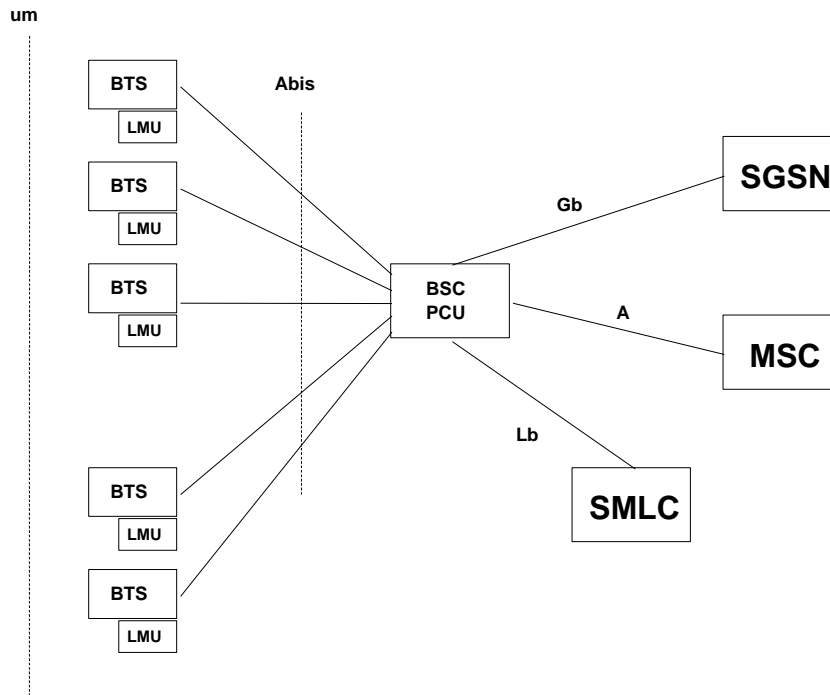 um
BTS
LMU
Abis
BTS
LMU
SGSN
Gb
BTS
LMU
BSC
PCU
A
MSC
Lb
BTS
LMU
SMLC
BTS
LMU